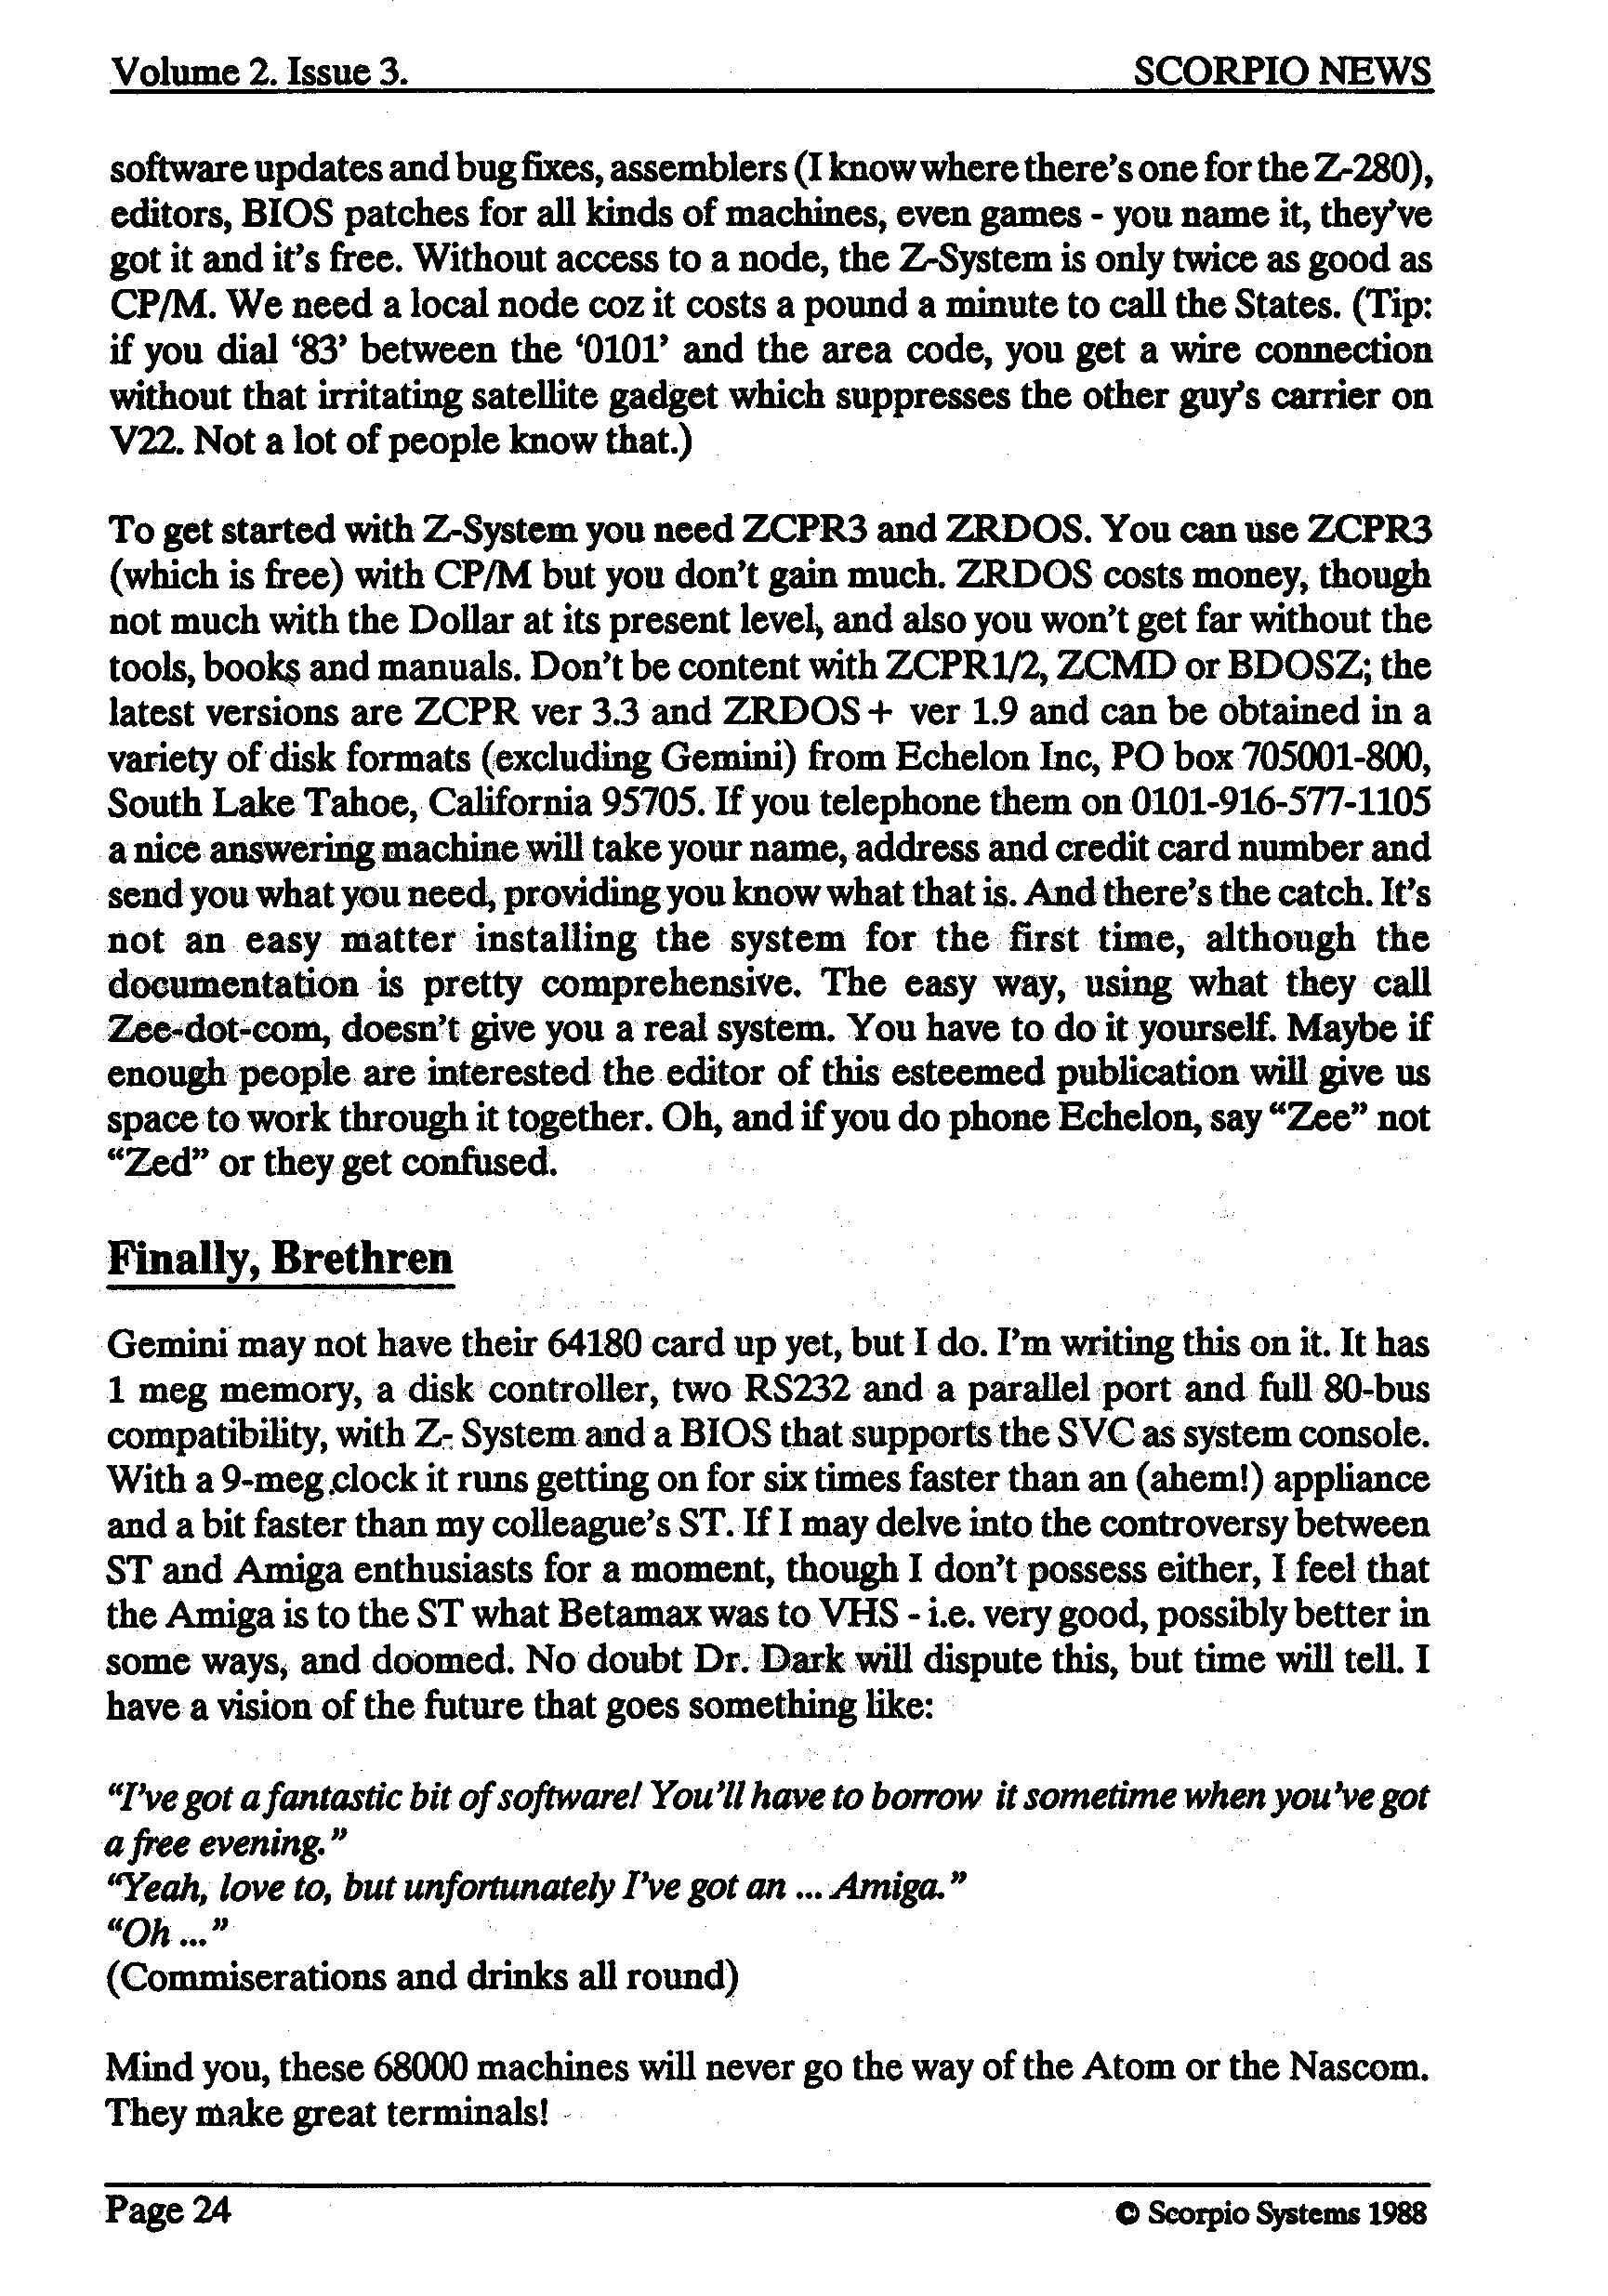 Volume 2. Issue 3. SCORPIO NEWS
software updates and bug fixes, assemblers (I know where there's one for the Z-280),
editors, BIOS patches for all kinds of machines, even games - you name it, they've
got it and it's free. Without access to a node, the Z-System is only twice as good as
CP/M. We need a local node coz it costs a pound a minute to call the States. (Tip:
if you dial ‘83’ between the ‘0101’ and the area code, you get a wire connection
without that irritating satellite gadget which suppresses the other guy's carrier on
V22. Not a lot of people know that.)
To get started with Z-System you need ZCPR3 and ZRDOS. You can use ZCPR3
(which is free) with CP/M but you don't gain much. ZRDOS costs money, though
not much with the Dollar at its present level, and also you won't get far without the
tools, books and manuals. Don't be content with ZCPR1/2, ZCMD or BDOSZ; the
latest versions are ZCPR ver 3.3 and ZRDOS + ver 1.9 and can be obtained in a
variety of disk formats (excluding Gemini) from Echelon Inc, PO box 705001-800,
South Lake Tahoe, California 95705. If you telephone them on 0101-916-577-1105
a nice answering machine will take your name, address and credit card number and
send you what you need, providing you know what that is. And there's the catch. It's
not an easy matter installing the system for the first time, although the
documentation is pretty comprehensive. The easy way, using what they call
Zee-dot-com, doesn't give you a real system. You have to do it yourself. Maybe if
enough people are interested the editor of this esteemed publication will give us
space to work through it together. Oh, and if you do phone Echelon, say “Zee” not
“Zed” or they get confused.
Finally, Brethren
Gemini may not have their 64180 card up yet, but I do. I'm writing this on it. It has
1 meg memory, a disk controller, two RS232 and a parallel port and full 80-bus
compatibility, with Z- System and a BIOS that supports the SVC as system console.
With a 9-meg clock it runs getting on for six times faster than an (ahem!) appliance
and a bit faster than my colleague's ST. If I may delve into the controversy between
ST and Amiga enthusiasts for a moment, though I don't possess either, I feel that
the Amiga is to the ST what Betamax was to VHS - i.e. very good, possibly better in
some ways, and doomed. No doubt Dr. Dark will dispute this, but time will tell. I
have a vision of the future that goes something like:
“I've got a fantastic bit of software! You'll have to borrow it sometime when you've got
a free evening.”
“Yeah, love to, but unfortunately I've got an ... Amiga.”
“Oh ...”
(Commiserations and drinks all round)
Mind you, these 68000 machines will never go the way of the Atom or the Nascom.
They make great terminals!
Page 24 © Scorpio Systems 1988